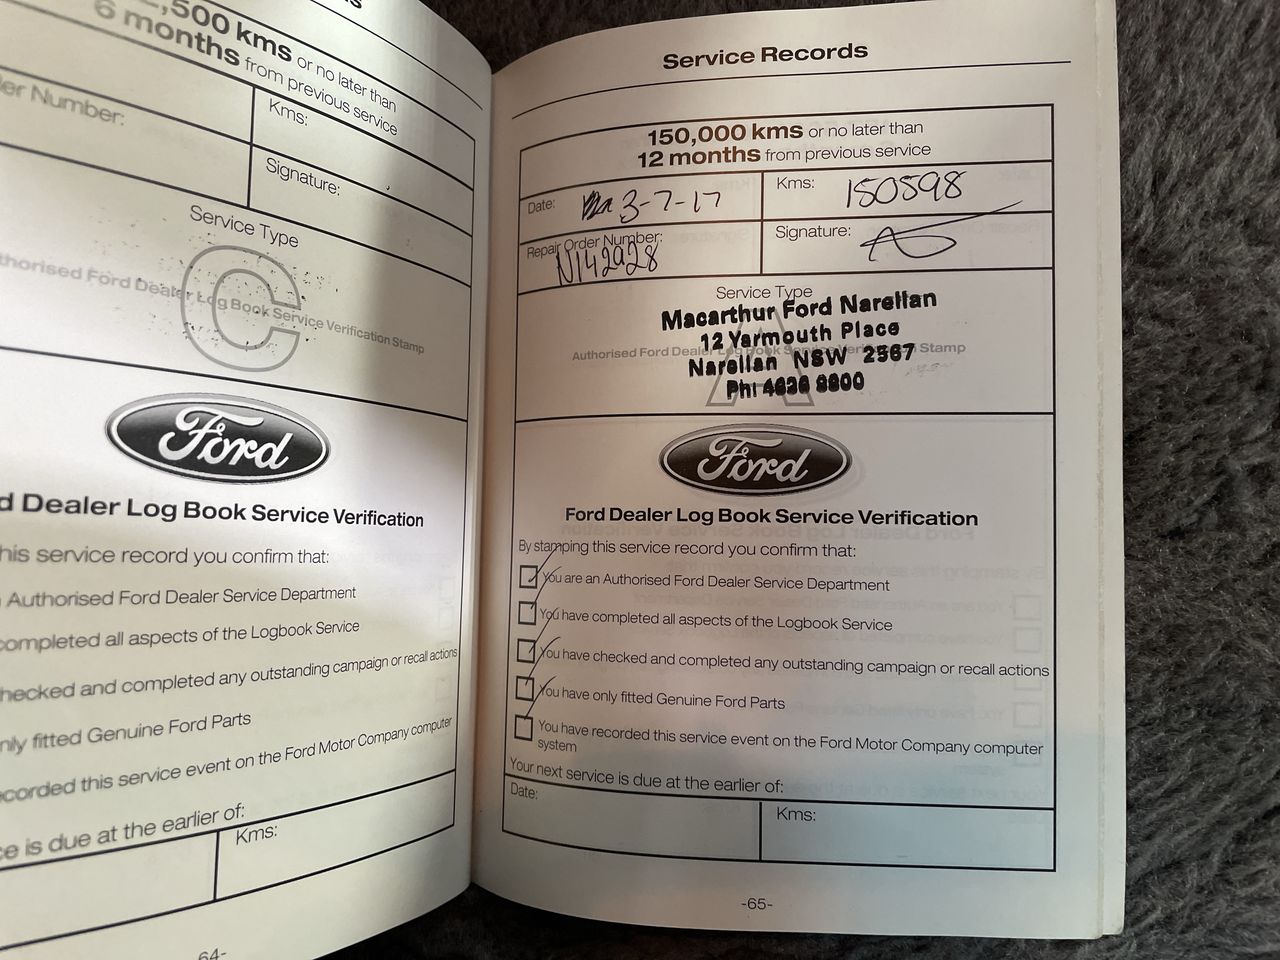 ,500 kms or no later than
6 months from previous service
er Number:
Kms:
Signature:
Service Type
C
thorised Ford Dealer Log Book Service Verification Stamp
Ford
d Dealer Log Book Service Verification
his service record you confirm that:
Authorised Ford Dealer Service Department
completed all aspects of the Logbook Service
hecked and completed any outstanding campaign or recall actions
nly fitted Genuine Ford Parts
ecorded this service event on the Ford Motor Company computer
ce is due at the earlier of:
Kms:
64-
Service Records
150,000 kms or no later than
12 months from previous service
Date: 3-7-17
Kms: 150598
Repair Order Number:
N142928
Signature:
Service Type
A
Authorised Ford Dealer Log Book Service Verification Stamp
Macarthur Ford Narellan
12 Yarmouth Place
Narellan NSW 2567
Ph: 4626 8800
Ford
Ford Dealer Log Book Service Verification
By stamping this service record you confirm that:
You are an Authorised Ford Dealer Service Department
You have completed all aspects of the Logbook Service
You have checked and completed any outstanding campaign or recall actions
You have only fitted Genuine Ford Parts
You have recorded this service event on the Ford Motor Company computer
system
Your next service is due at the earlier of:
Date:
Kms:
-65-